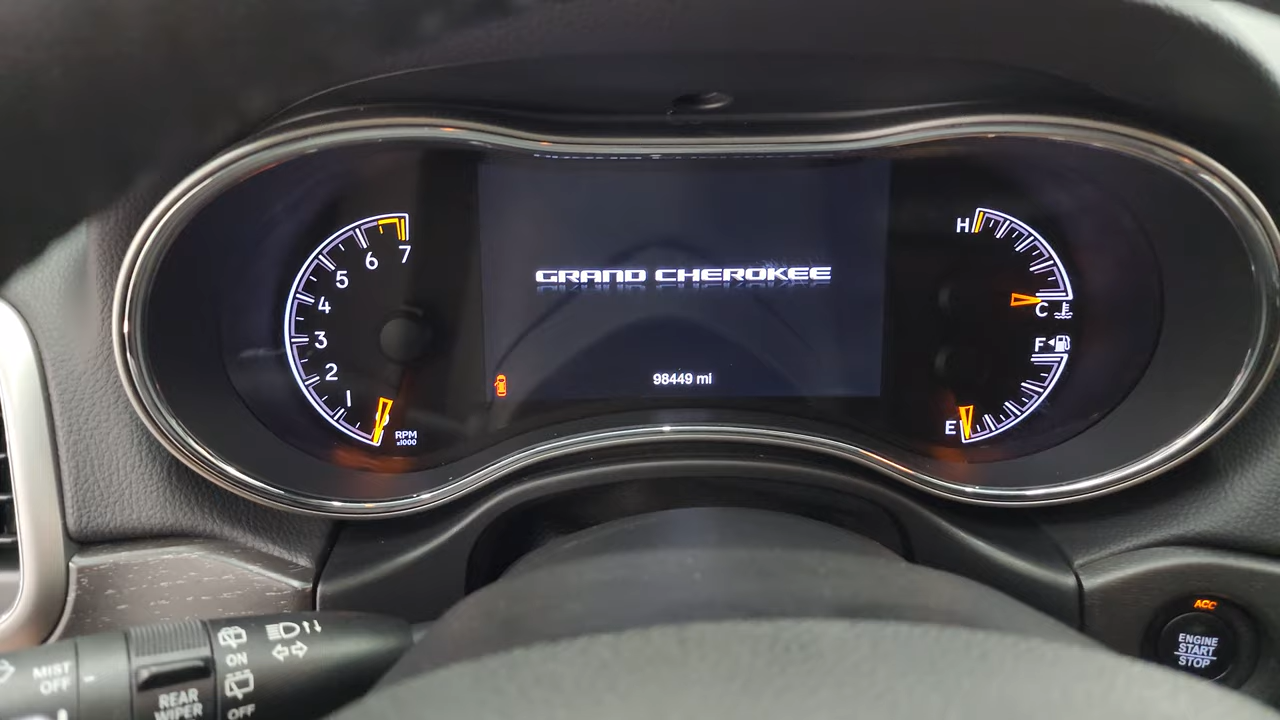 7
6
5
4
3
2
1
RPM
x1000
GRAND CHEROKEE
98449 mi
H
C
F
E
ACC
ENGINE
START
STOP
MIST
OFF
REAR
WIPER
ON
OFF